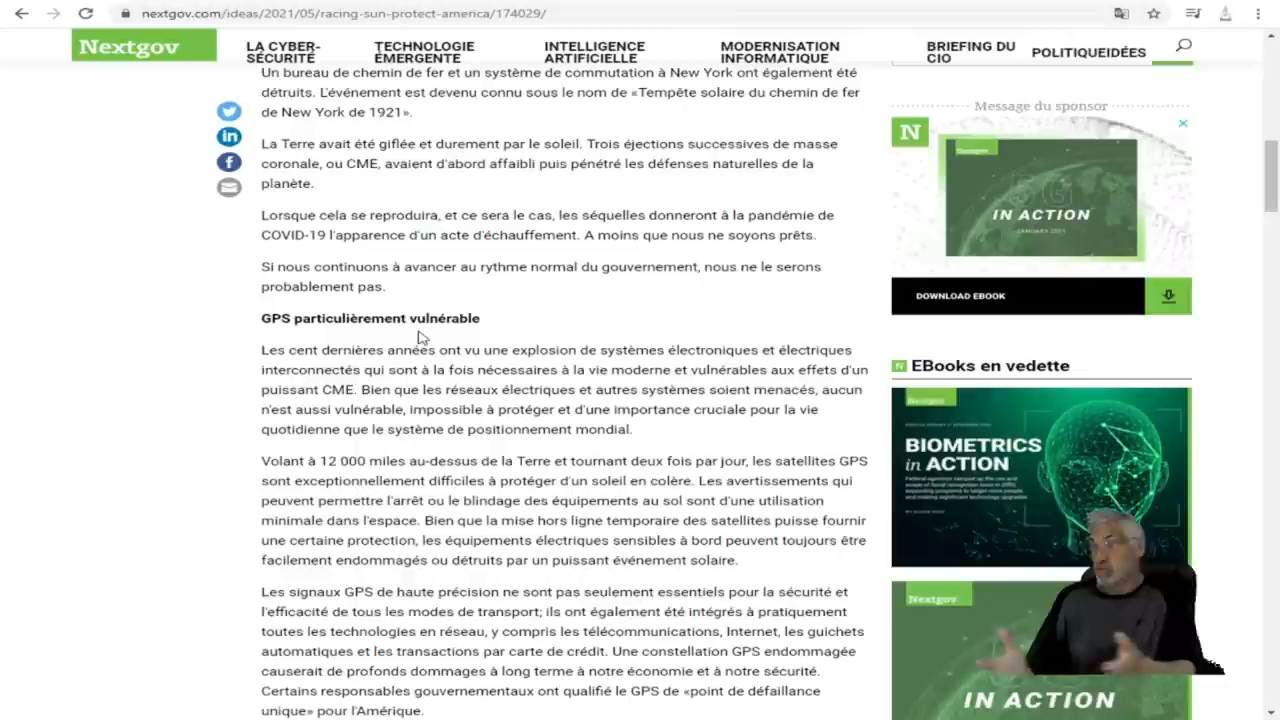 nextgov.com/ideas/2021/05/racing-sun-protect-america/174029/
Nextgov
LA CYBER-
SÉCURITÉ
TECHNOLOGIE
ÉMERGENTE
INTELLIGENCE
ARTIFICIELLE
MODERNISATION
INFORMATIQUE
BRIEFING DU
CIO
POLITIQUEIDÉES
Un bureau de chemin de fer et un système de commutation à New York ont également été
détruits. L'événement est devenu connu sous le nom de «Tempête solaire du chemin de fer
de New York de 1921».
La Terre avait été giflée et durement par le soleil. Trois éjections successives de masse
coronale, ou CME, avaient d'abord affaibli puis pénétré les défenses naturelles de la
planète.
Lorsque cela se reproduira, et ce sera le cas, les séquelles donneront à la pandémie de
COVID-19 l'apparence d'un acte d'échauffement. A moins que nous ne soyons prêts.
Si nous continuons à avancer au rythme normal du gouvernement, nous ne le serons
probablement pas.
GPS particulièrement vulnérable
Les cent dernières années ont vu une explosion de systèmes électroniques et électriques
interconnectés qui sont à la fois nécessaires à la vie moderne et vulnérables aux effets d'un
puissant CME. Bien que les réseaux électriques et autres systèmes soient menacés, aucun
n'est aussi vulnérable, impossible à protéger et d'une importance cruciale pour la vie
quotidienne que le système de positionnement mondial.
Volant à 12 000 miles au-dessus de la Terre et tournant deux fois par jour, les satellites GPS
sont exceptionnellement difficiles à protéger d'un soleil en colère. Les avertissements qui
pourraient permettre l'arrêt ou le blindage des équipements au sol sont d'une utilisation
minimale dans l'espace. Bien que la mise hors ligne temporaire des satellites puisse fournir
une certaine protection, les équipements électriques sensibles à bord peuvent toujours être
facilement endommagés ou détruits par un puissant événement solaire.
Les signaux GPS de haute précision ne sont pas seulement essentiels pour la sécurité et
l'efficacité de tous les modes de transport; ils ont également été intégrés à pratiquement
toutes les technologies en réseau, y compris les télécommunications, Internet, les guichets
automatiques et les transactions par carte de crédit. Une constellation GPS endommagée
causerait de profonds dommages à long terme à notre économie et à notre sécurité.
Certains responsables gouvernementaux ont qualifié le GPS de «point de défaillance
unique» pour l'Amérique.
Message du sponsor
N
Nextgov
5G
IN ACTION
JANUARY 2021
DOWNLOAD EBOOK
N EBooks en vedette
Nextgov
BIOMETRICS
in ACTION
Nextgov
IN ACTION